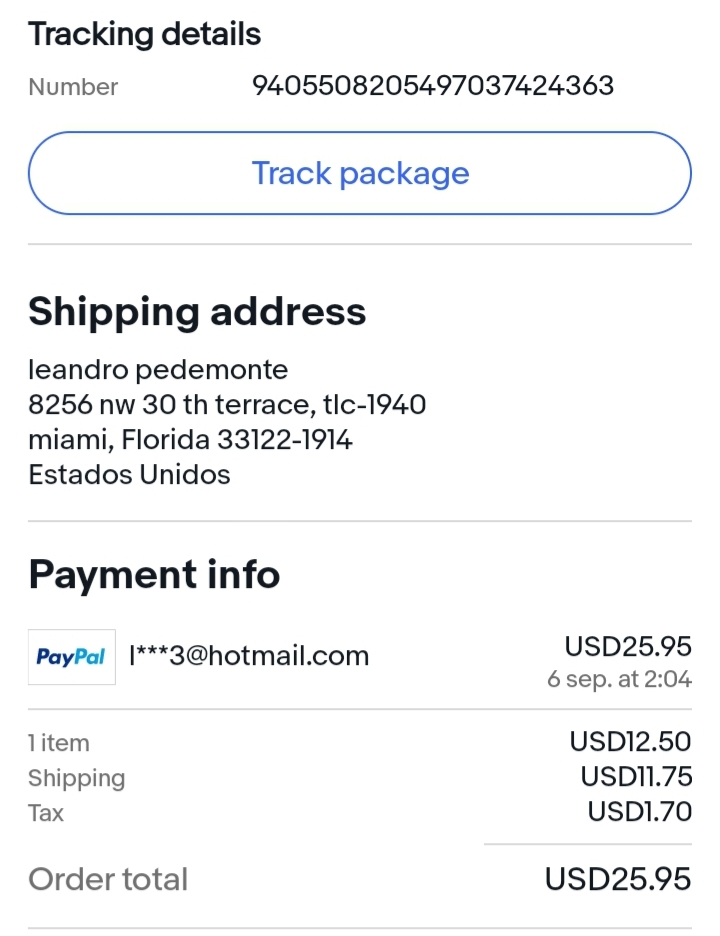 Tracking details
Number 9405508205497037424363
Track package
Shipping address
leandro pedemonte
8256 nw 30 th terrace, tlc-1940
miami, Florida 33122-1914
Estados Unidos
Payment info
PayPal l***3@hotmail.com USD25.95
6 sep. at 2:04
1 item USD12.50
Shipping USD11.75
Tax USD1.70
Order total USD25.95